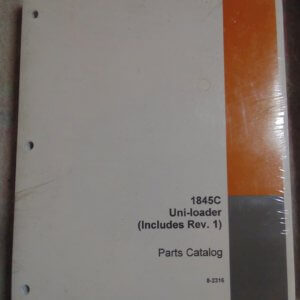 1845C
Uni-loader
(Includes Rev. 1)
Parts Catalog
8-2316